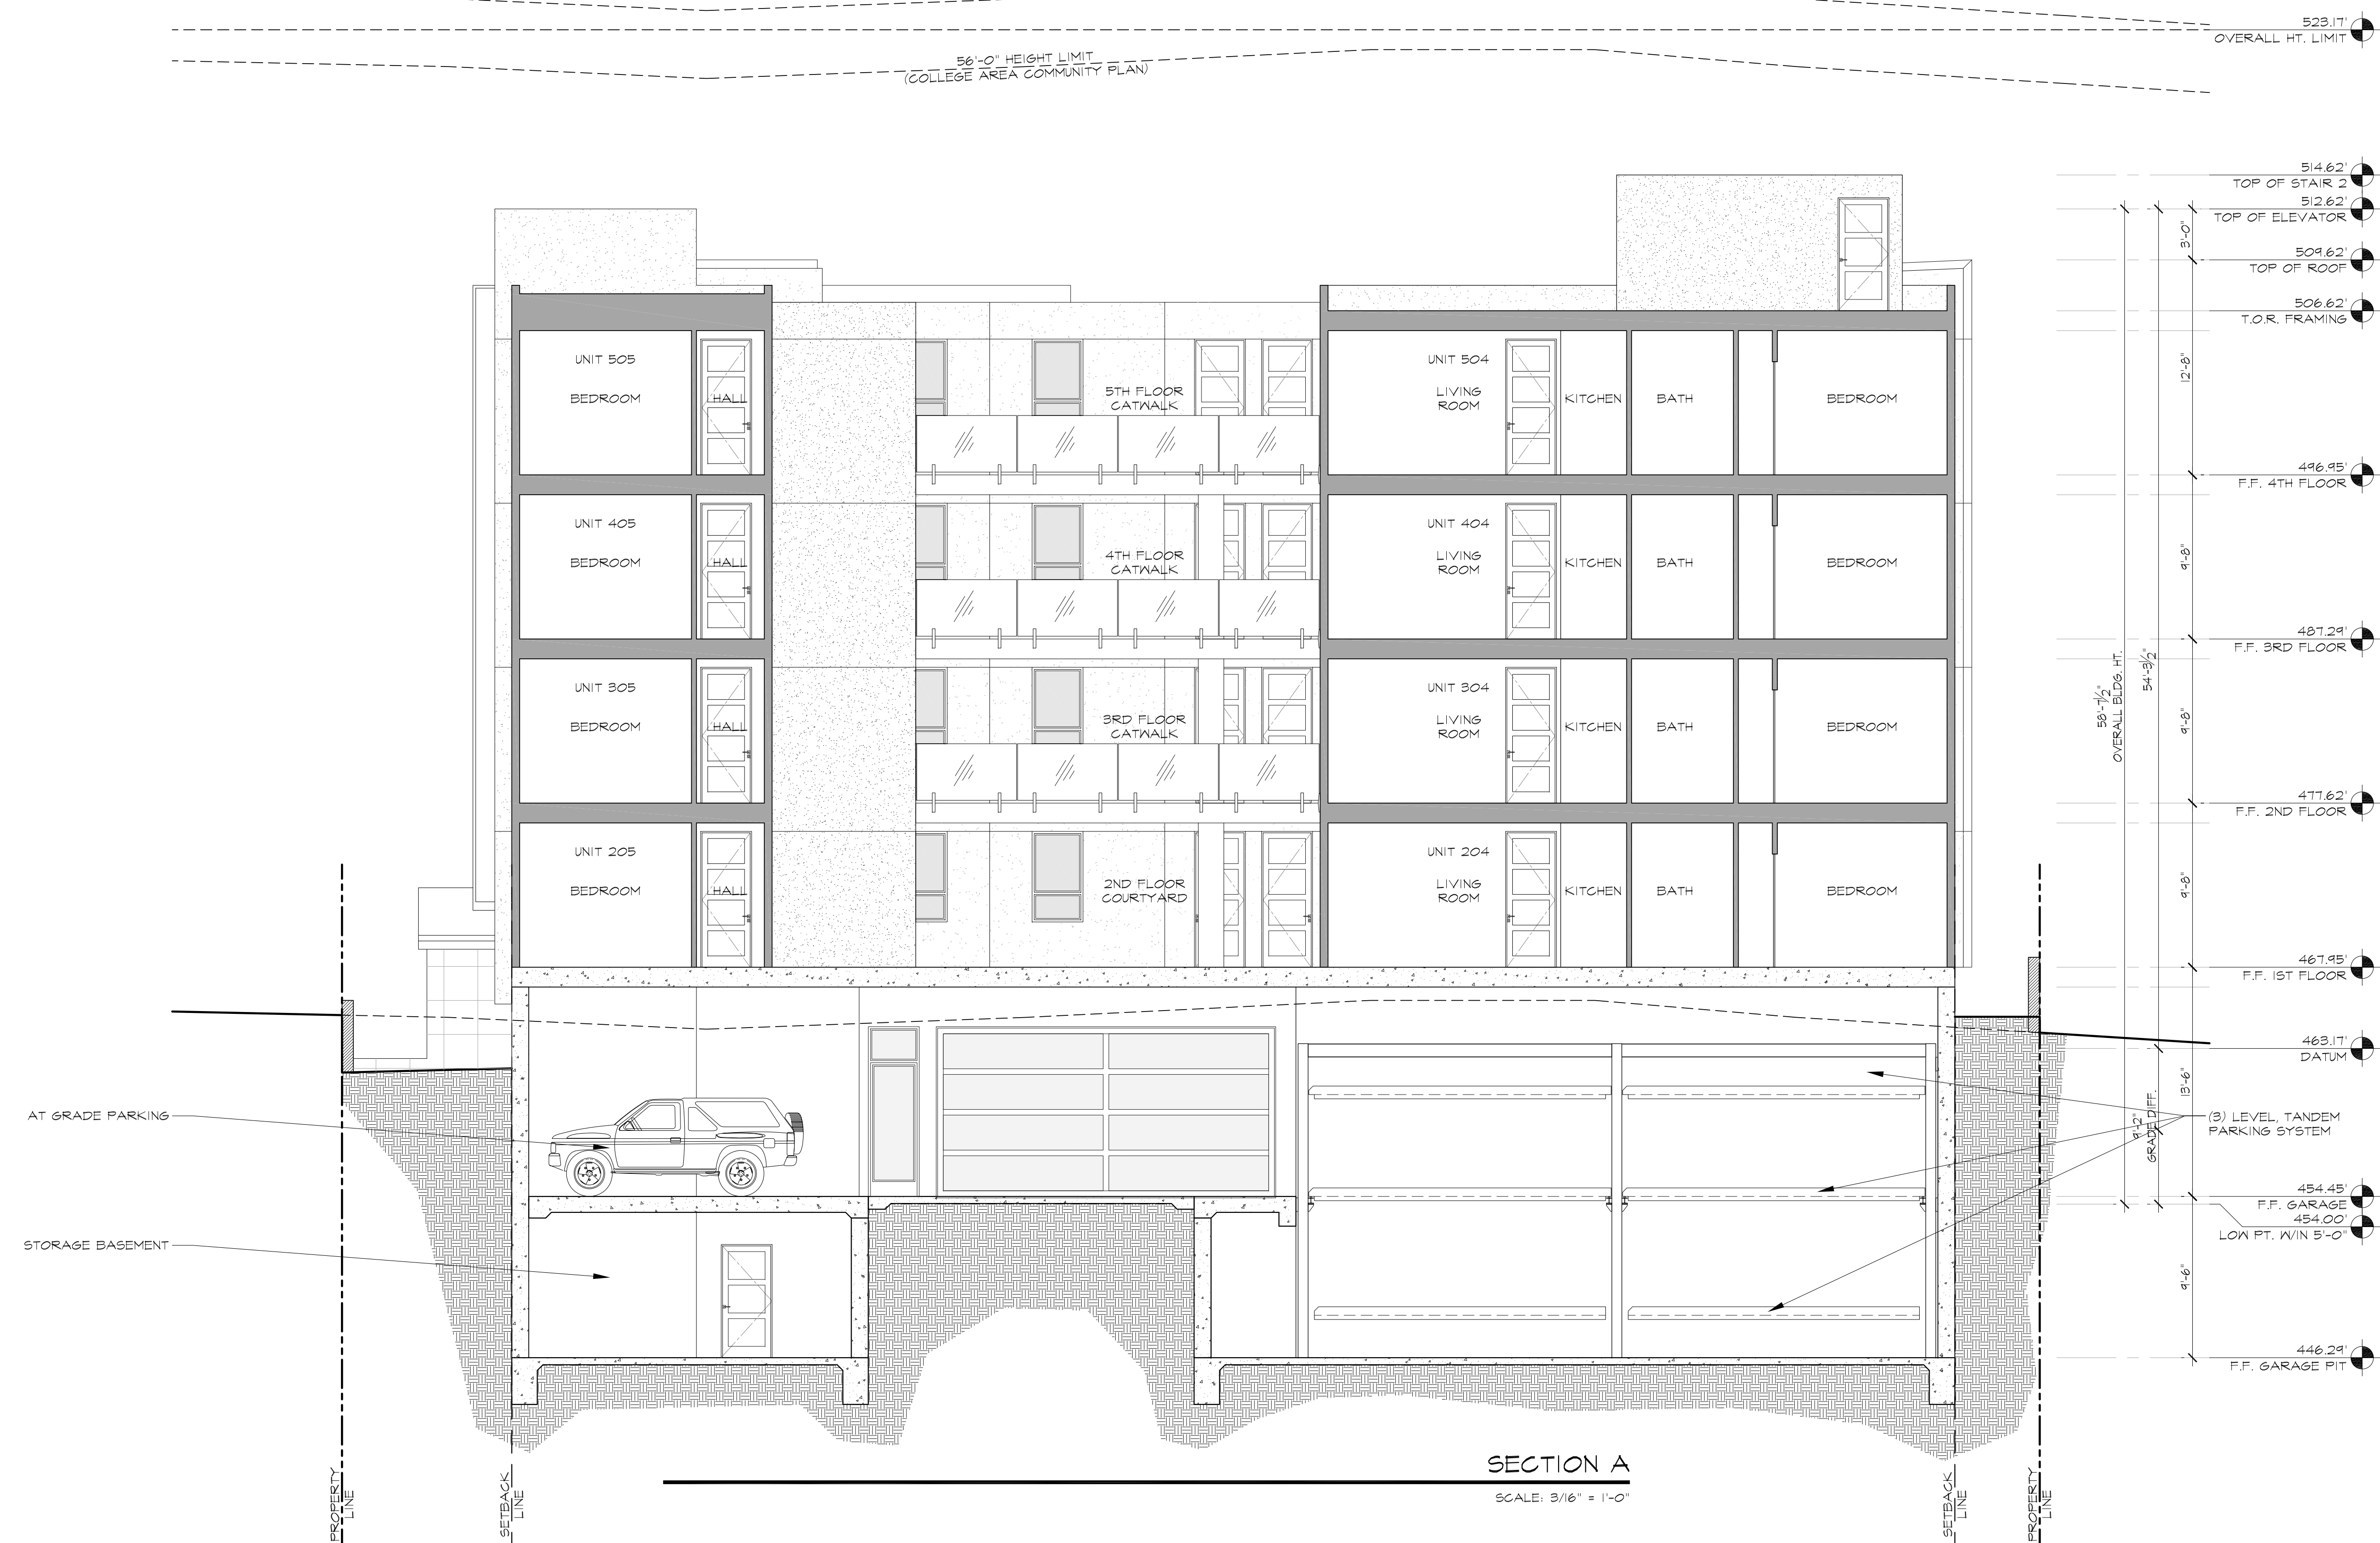 523.17'
OVERALL HT. LIMIT
56'-0" HEIGHT LIMIT
(COLLEGE AREA COMMUNITY PLAN)
514.62'
TOP OF STAIR 2
512.62'
TOP OF ELEVATOR
3'-0"
509.62'
TOP OF ROOF
506.62'
T.O.R. FRAMING
UNIT 505
BEDROOM
HALL
5TH FLOOR
CATWALK
UNIT 504
LIVING
ROOM
KITCHEN
BATH
BEDROOM
12'-8"
496.95'
F.F. 4TH FLOOR
UNIT 405
BEDROOM
HALL
4TH FLOOR
CATWALK
UNIT 404
LIVING
ROOM
KITCHEN
BATH
BEDROOM
9'-8"
487.29'
F.F. 3RD FLOOR
UNIT 305
BEDROOM
HALL
3RD FLOOR
CATWALK
UNIT 304
LIVING
ROOM
KITCHEN
BATH
BEDROOM
58'-7½"
OVERALL BLDG. HT.
54'-3½"
9'-8"
477.62'
F.F. 2ND FLOOR
UNIT 205
BEDROOM
HALL
2ND FLOOR
COURTYARD
UNIT 204
LIVING
ROOM
KITCHEN
BATH
BEDROOM
9'-8"
467.95'
F.F. 1ST FLOOR
463.17'
DATUM
13'-6"
AT GRADE PARKING
(3) LEVEL, TANDEM
PARKING SYSTEM
9'-2"
GRADE DIFF.
454.45'
F.F. GARAGE
454.00'
LOW PT. W/IN 5'-0"
STORAGE BASEMENT
9'-6"
446.29'
F.F. GARAGE PIT
SECTION A
SCALE: 3/16" = 1'-0"
PROPERTY
LINE
SETBACK
LINE
SETBACK
LINE
PROPERTY
LINE